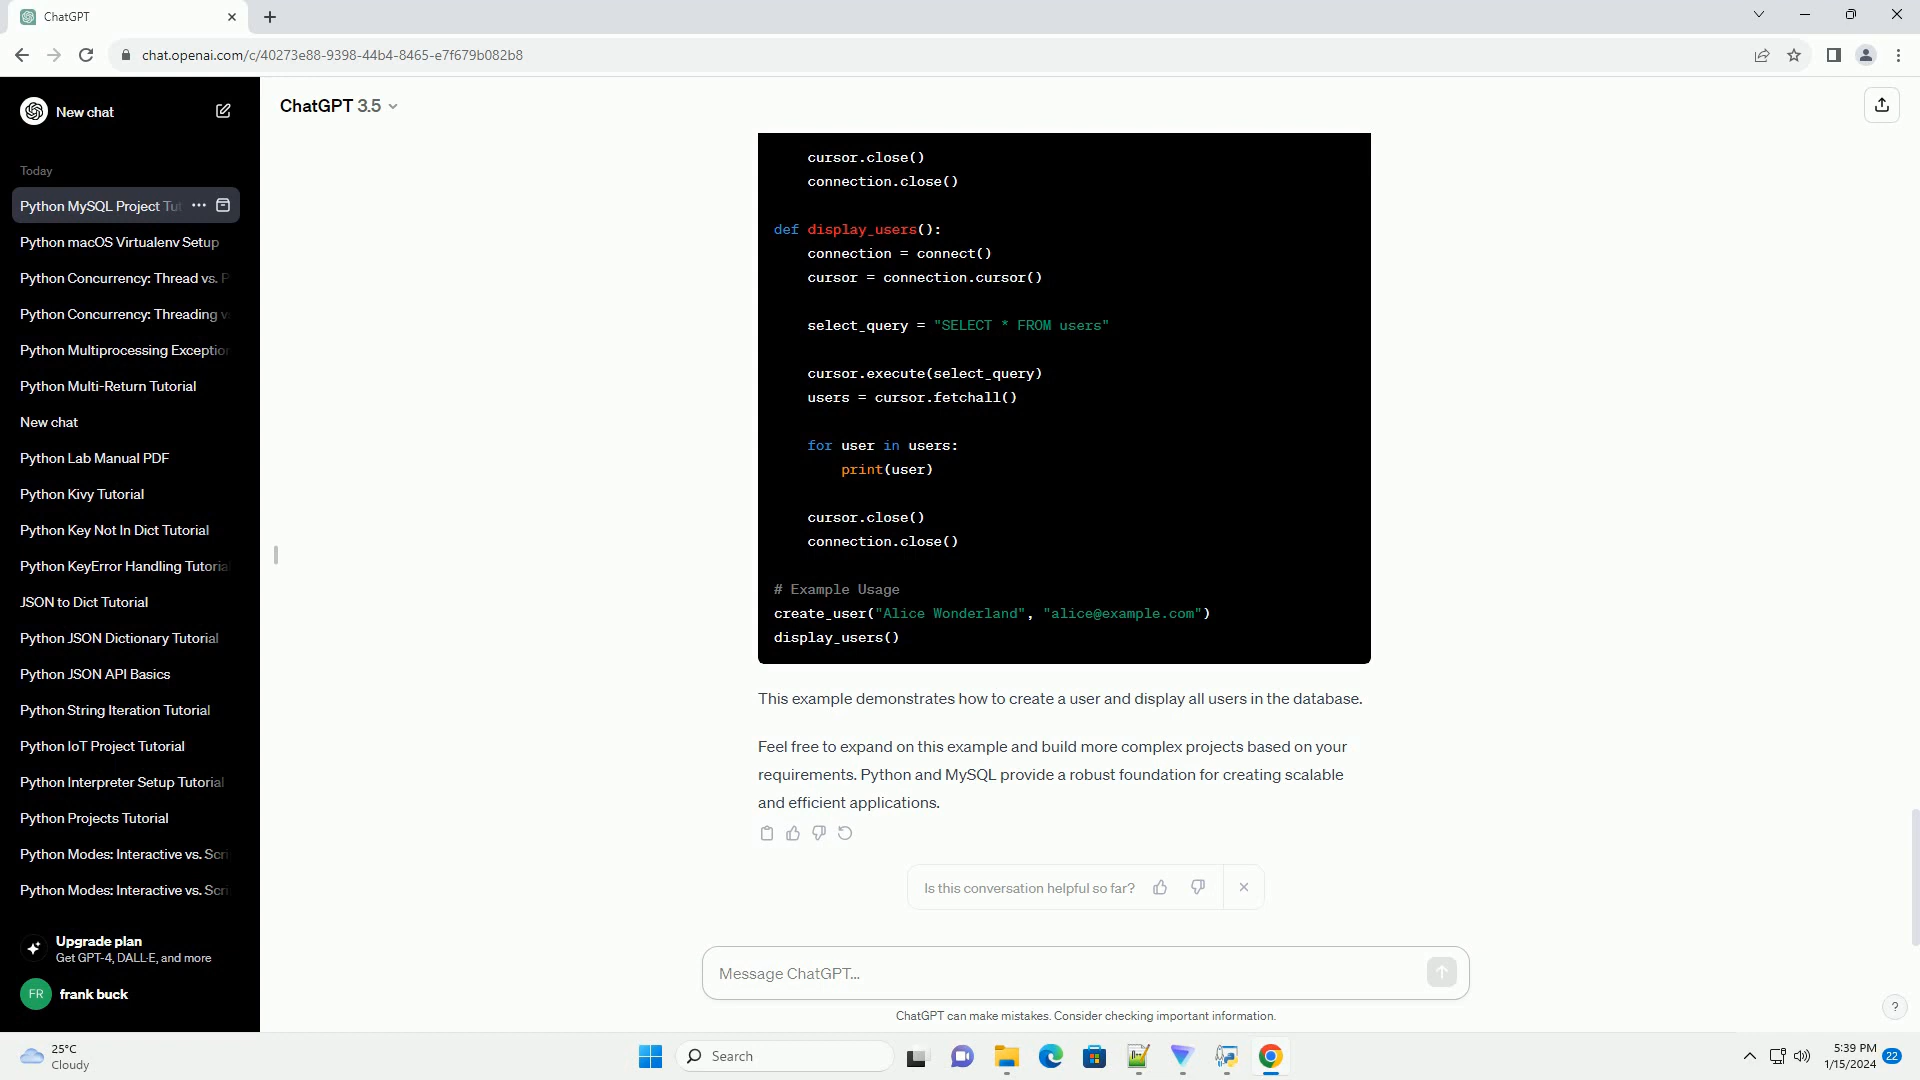 ChatGPT
chat.openai.com/c/40273e88-9398-44b4-8465-e7f679b082b8
New chat
ChatGPT 3.5
Today
Python MySQL Project Tut
Python macOS Virtualenv Setup
Python Concurrency: Thread vs. P
Python Concurrency: Threading vs
Python Multiprocessing Exception
Python Multi-Return Tutorial
New chat
Python Lab Manual PDF
Python Kivy Tutorial
Python Key Not In Dict Tutorial
Python KeyError Handling Tutorial
JSON to Dict Tutorial
Python JSON Dictionary Tutorial
Python JSON API Basics
Python String Iteration Tutorial
Python IoT Project Tutorial
Python Interpreter Setup Tutorial
Python Projects Tutorial
Python Modes: Interactive vs. Scri
Python Modes: Interactive vs. Scri
Upgrade plan
Get GPT-4, DALL·E, and more
FR
frank buck
cursor.close()
connection.close()
def display_users():
connection = connect()
cursor = connection.cursor()
select_query = "SELECT * FROM users"
cursor.execute(select_query)
users = cursor.fetchall()
for user in users:
print(user)
cursor.close()
connection.close()
# Example Usage
create_user("Alice Wonderland", "alice@example.com")
display_users()
This example demonstrates how to create a user and display all users in the database.
Feel free to expand on this example and build more complex projects based on your
requirements. Python and MySQL provide a robust foundation for creating scalable
and efficient applications.
Is this conversation helpful so far?
Message ChatGPT...
ChatGPT can make mistakes. Consider checking important information.
?
25°C
Cloudy
Search
5:39 PM
1/15/2024
22